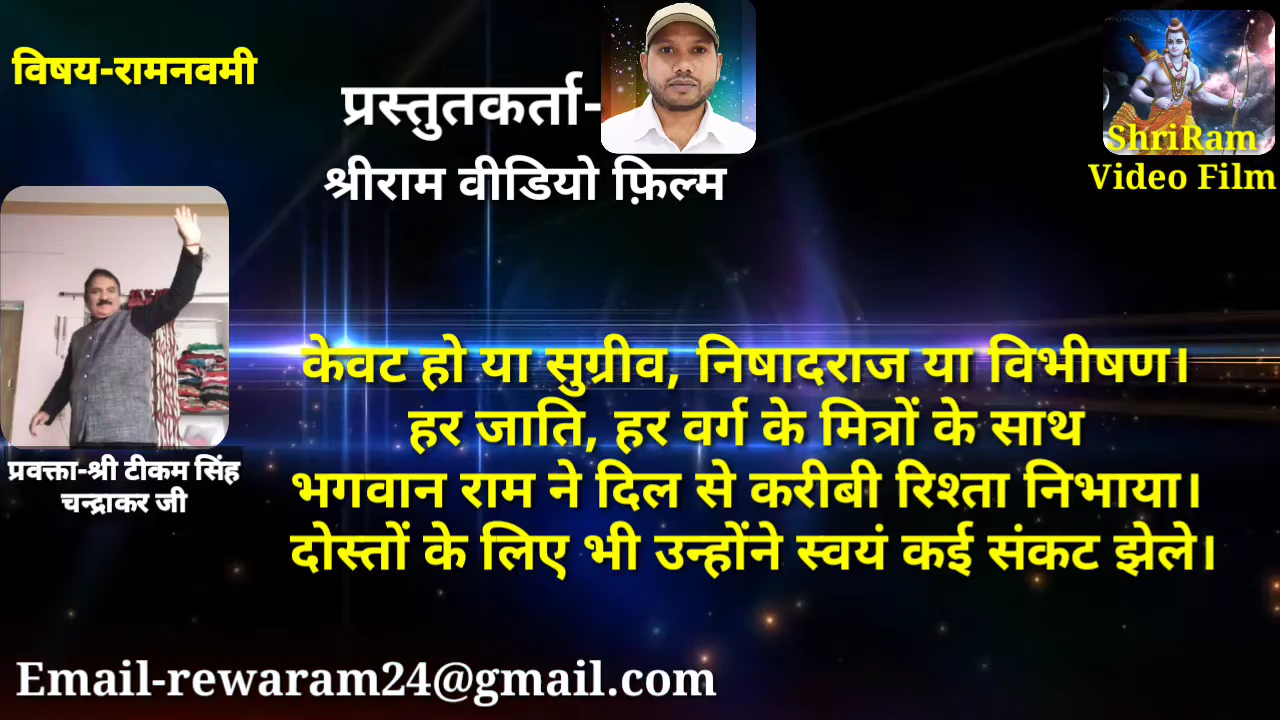 विषय-रामनवमी
प्रस्तुतकर्ता-
श्रीराम वीडियो फ़िल्म
ShriRam
Video Film
प्रवक्ता-श्री टीकम सिंह
चन्द्राकर जी
केवट हो या सुग्रीव, निषादराज या विभीषण।
हर जाति, हर वर्ग के मित्रों के साथ
भगवान राम ने दिल से करीबी रिश्ता निभाया।
दोस्तों के लिए भी उन्होंने स्वयं कई संकट झेले।
Email-rewaram24@gmail.com